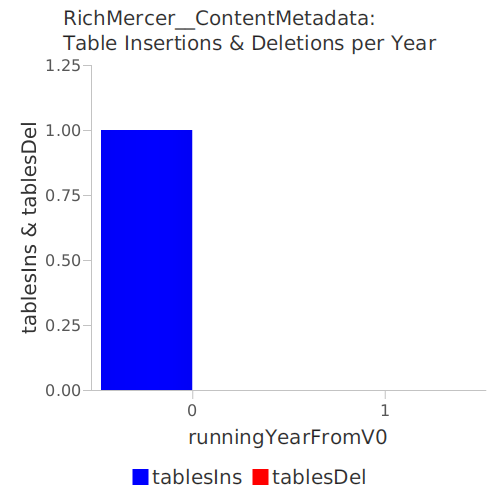 RichMercer__ContentMetadata:
Table Insertions & Deletions per Year
tablesIns & tablesDel
1.25
1.00
0.75
0.50
0.25
0.00
0 1
runningYearFromV0
tablesIns tablesDel